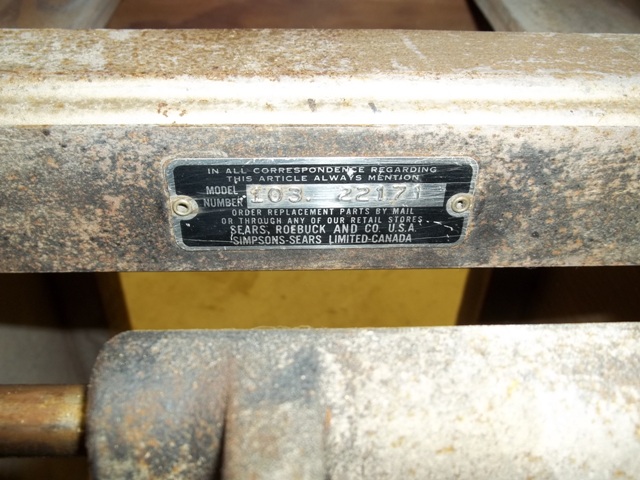 IN ALL CORRESPONDENCE REGARDING
THIS ARTICLE ALWAYS MENTION
MODEL NUMBER 103. 22171
ORDER REPLACEMENT PARTS BY MAIL
OR THROUGH ANY OF OUR RETAIL STORES
SEARS, ROEBUCK AND CO. U.S.A.
SIMPSONS-SEARS LIMITED-CANADA